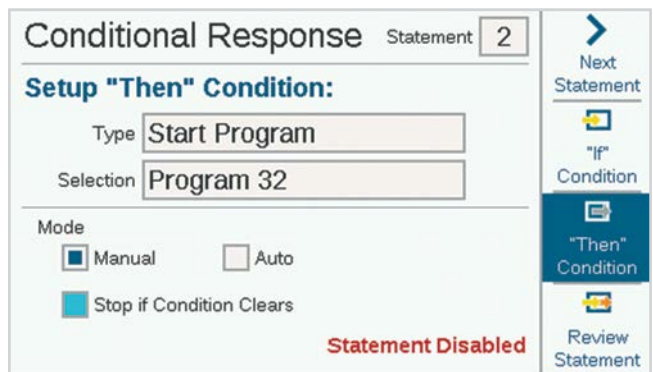 Conditional Response Statement 2
Setup "Then" Condition:
Type Start Program
Selection Program 32
Mode
Manual Auto
Stop if Condition Clears
Statement Disabled
Next
Statement
"If"
Condition
"Then"
Condition
Review
Statement